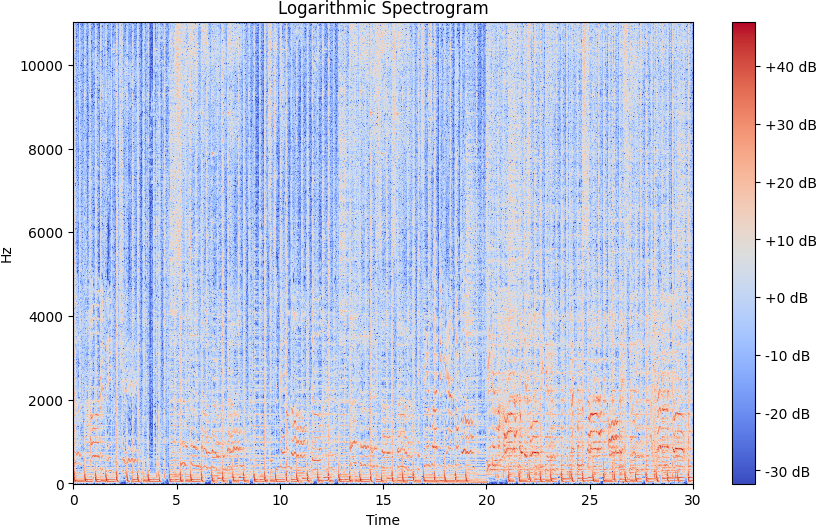 Logarithmic Spectrogram
Hz
10000
8000
6000
4000
2000
0
0 5 10 15 20 25 30
Time
+40 dB
+30 dB
+20 dB
+10 dB
+0 dB
-10 dB
-20 dB
-30 dB